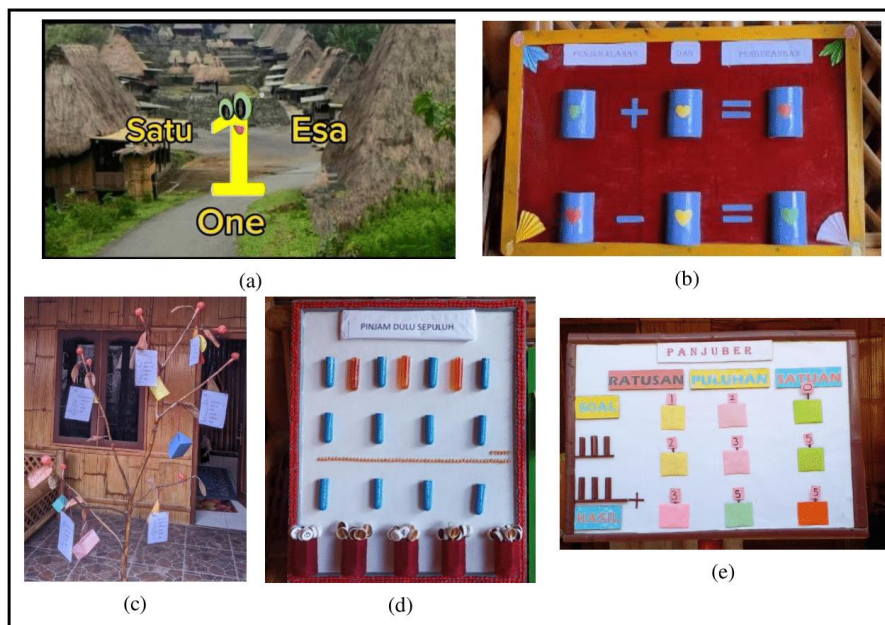 Satu Esa
One
(a)
PENJUMLAHAN DAN PENGURANGAN
+ =
- =
(b)
(c)
PINJAM DULU SEPULUH
(d)
PANJUBER
RATUSAN PULUHAN SATUAN
SOAL 1 2 0
2 3 5
+ 3 5 5
HASIL
(e)